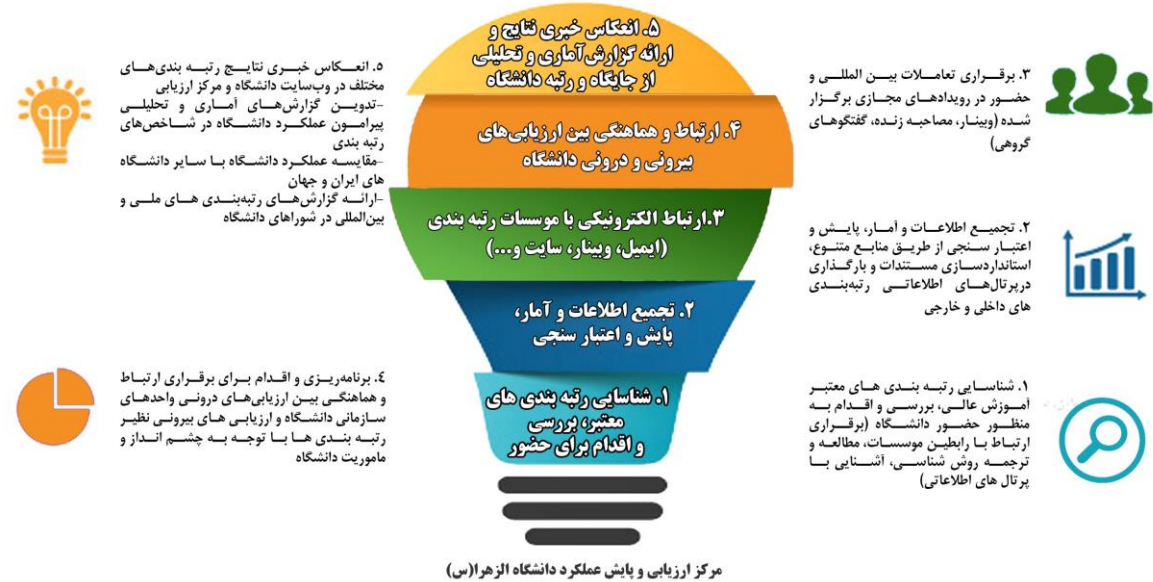 ۵. انعکاس خبری نتایج و
ارائه گزارش آماری و تحلیلی
از جایگاه و رتبه دانشگاه
۴. ارتباط و هماهنگی بین ارزیابی‌های
بیرونی و درونی دانشگاه
۳.ارتباط الکترونیکی با موسسات رتبه بندی
(ایمیل، وبینار، سایت و...)
۲. تجمیع اطلاعات و آمار،
پایش و اعتبار سنجی
۱. شناسایی رتبه بندی های
معتبر، بررسی
و اقدام برای حضور
۳. برقراری تعاملات بین المللی و
حضور در رویدادهای مجازی برگزار
شده (وبینار، مصاحبه زنده، گفتگوهای
گروهی)
۲. تجمیع اطلاعات و آمار، پایش و
اعتبار سنجی از طریق منابع متنوع،
استانداردسازی مستندات و بارگذاری
درپرتال‌های اطلاعاتی رتبه‌بندی
های داخلی و خارجی
۱. شناسایی رتبه بندی های معتبر
آموزش عالی، بررسی و اقدام به
منظور حضور دانشگاه (برقراری
ارتباط با رابطین موسسات، مطالعه و
ترجمه روش شناسی، آشنایی با
پرتال های اطلاعاتی)
۵. انعکاس خبری نتایج رتبه بندی‌های
مختلف در وب‌سایت دانشگاه و مرکز ارزیابی
-تدوین گزارش‌های آماری و تحلیلی
پیرامون عملکرد دانشگاه در شاخص‌های
رتبه بندی
-مقایسه عملکرد دانشگاه با سایر دانشگاه
های ایران و جهان
-ارائه گزارش‌های رتبه‌بندی های ملی و
بین‌المللی در شوراهای دانشگاه
٤. برنامه‌ریزی و اقدام برای برقراری ارتباط
و هماهنگی بین ارزیابی‌های درونی واحدهای
سازمانی دانشگاه و ارزیابی های بیرونی نظیر
رتبه بندی ها با توجه به چشم انداز و
ماموریت دانشگاه
مرکز ارزیابی و پایش عملکرد دانشگاه الزهرا(س)